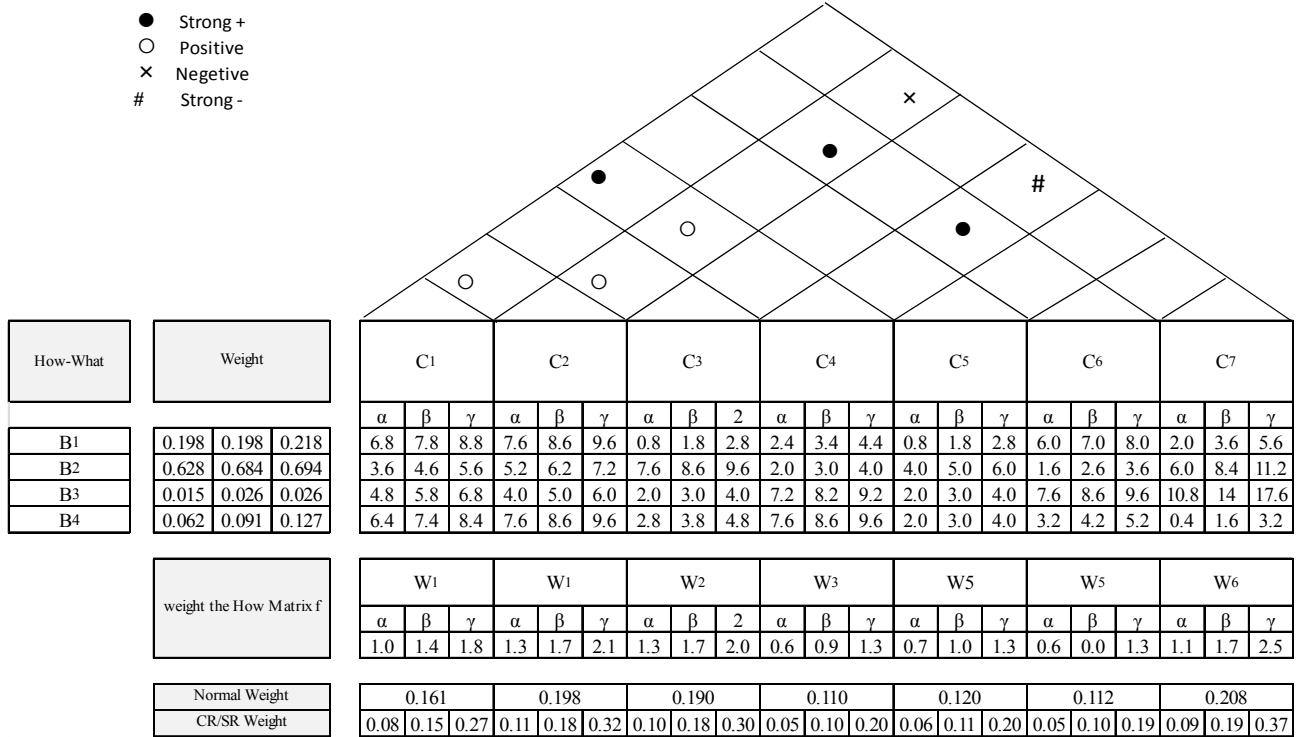 ● Strong +
○ Positive
× Negetive
# Strong -
×
●
● #
○ ●
○ ○
How-What Weight C1 C2 C3 C4 C5 C6 C7
α β γ α β γ α β 2 α β γ α β γ α β γ α β γ
B1 0.198 0.198 0.218 6.8 7.8 8.8 7.6 8.6 9.6 0.8 1.8 2.8 2.4 3.4 4.4 0.8 1.8 2.8 6.0 7.0 8.0 2.0 3.6 5.6
B2 0.628 0.684 0.694 3.6 4.6 5.6 5.2 6.2 7.2 7.6 8.6 9.6 2.0 3.0 4.0 4.0 5.0 6.0 1.6 2.6 3.6 6.0 8.4 11.2
B3 0.015 0.026 0.026 4.8 5.8 6.8 4.0 5.0 6.0 2.0 3.0 4.0 7.2 8.2 9.2 2.0 3.0 4.0 7.6 8.6 9.6 10.8 14 17.6
B4 0.062 0.091 0.127 6.4 7.4 8.4 7.6 8.6 9.6 2.8 3.8 4.8 7.6 8.6 9.6 2.0 3.0 4.0 3.2 4.2 5.2 0.4 1.6 3.2
weight the How Matrix f W1 W1 W2 W3 W5 W5 W6
α β γ α β γ α β 2 α β γ α β γ α β γ α β γ
1.0 1.4 1.8 1.3 1.7 2.1 1.3 1.7 2.0 0.6 0.9 1.3 0.7 1.0 1.3 0.6 0.0 1.3 1.1 1.7 2.5
Normal Weight 0.161 0.198 0.190 0.110 0.120 0.112 0.208
CR/SR Weight 0.08 0.15 0.27 0.11 0.18 0.32 0.10 0.18 0.30 0.05 0.10 0.20 0.06 0.11 0.20 0.05 0.10 0.19 0.09 0.19 0.37